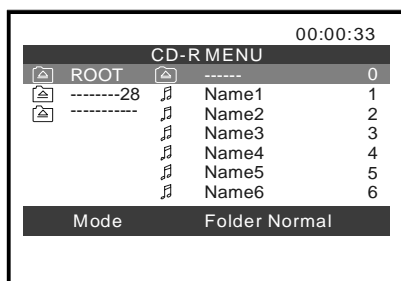 00:00:33
CD-R MENU
ROOT ------ 0
--------28 Name1 1
----------- Name2 2
Name3 3
Name4 4
Name5 5
Name6 6
Mode Folder Normal